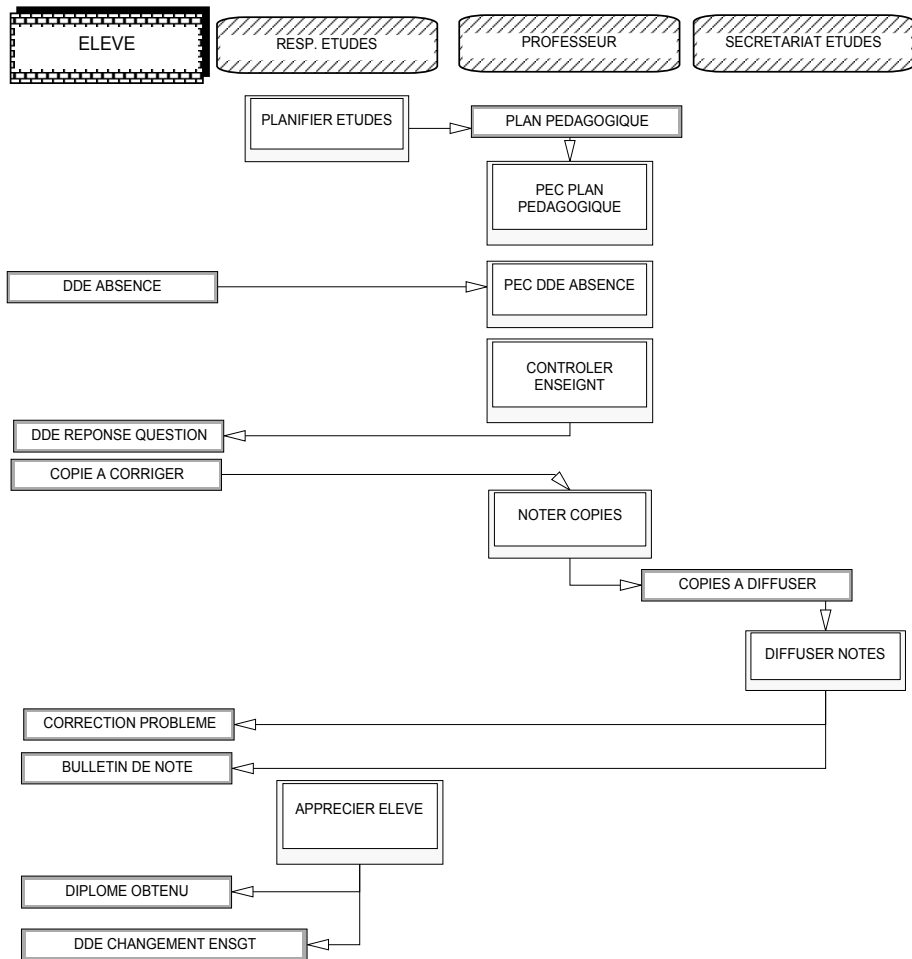 ELEVE
RESP. ETUDES
PROFESSEUR
SECRETARIAT ETUDES
PLANIFIER ETUDES
PLAN PEDAGOGIQUE
PEC PLAN
PEDAGOGIQUE
DDE ABSENCE
PEC DDE ABSENCE
CONTROLER
ENSEIGNT
DDE REPONSE QUESTION
COPIE A CORRIGER
NOTER COPIES
COPIES A DIFFUSER
DIFFUSER NOTES
CORRECTION PROBLEME
BULLETIN DE NOTE
APPRECIER ELEVE
DIPLOME OBTENU
DDE CHANGEMENT ENSGT